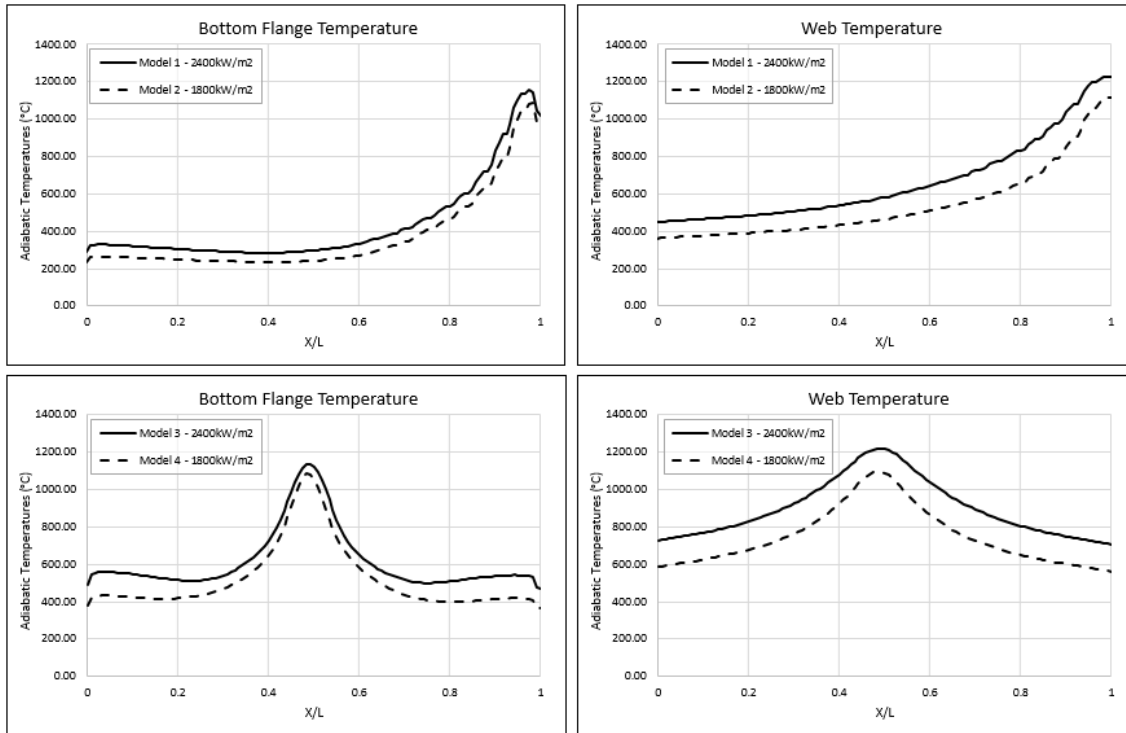 Bottom Flange Temperature
1400.00
1200.00
1000.00
800.00
600.00
400.00
200.00
0.00
Adiabatic Temperatures (°C)
Model 1 - 2400kW/m2
Model 2 - 1800kW/m2
0 0.2 0.4 0.6 0.8 1
X/L
Web Temperature
1400.00
1200.00
1000.00
800.00
600.00
400.00
200.00
0.00
Adiabatic Temperatures (°C)
Model 1 - 2400kW/m2
Model 2 - 1800kW/m2
0 0.2 0.4 0.6 0.8 1
X/L
Bottom Flange Temperature
1400.00
1200.00
1000.00
800.00
600.00
400.00
200.00
0.00
Adiabatic Temperatures (°C)
Model 3 - 2400kW/m2
Model 4 - 1800kW/m2
0 0.2 0.4 0.6 0.8 1
X/L
Web Temperature
1400.00
1200.00
1000.00
800.00
600.00
400.00
200.00
0.00
Adiabatic Temperatures (°C)
Model 3 - 2400kW/m2
Model 4 - 1800kW/m2
0 0.2 0.4 0.6 0.8 1
X/L